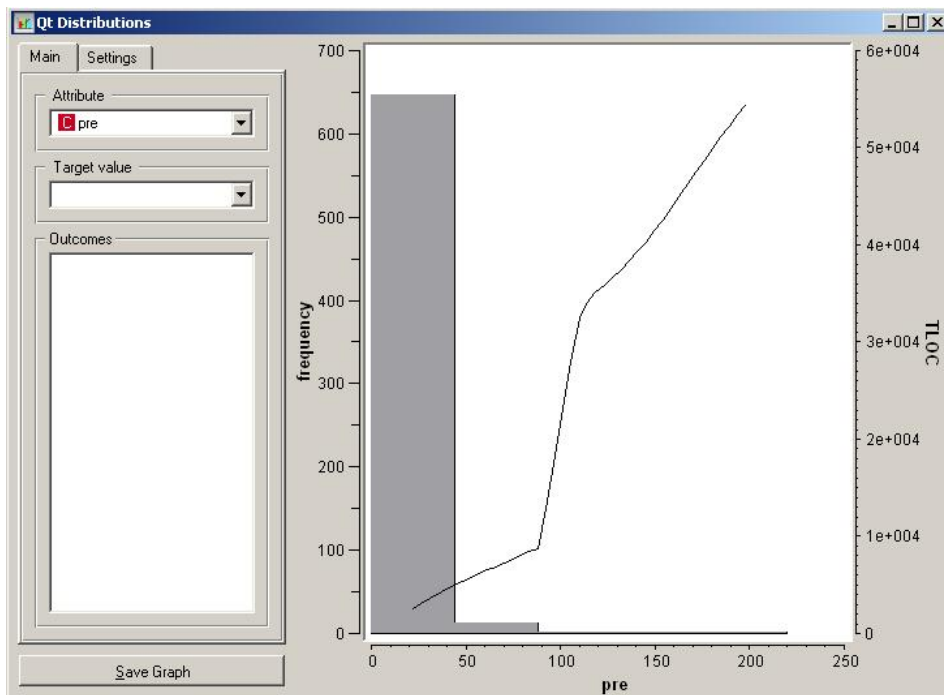 Qt Distributions
Main
Settings
Attribute
C pre
Target value
Outcomes
Save Graph
frequency
700
600
500
400
300
200
100
0
6e+004
5e+004
4e+004
3e+004
2e+004
1e+004
0
TLOC
0 50 100 150 200 250
pre